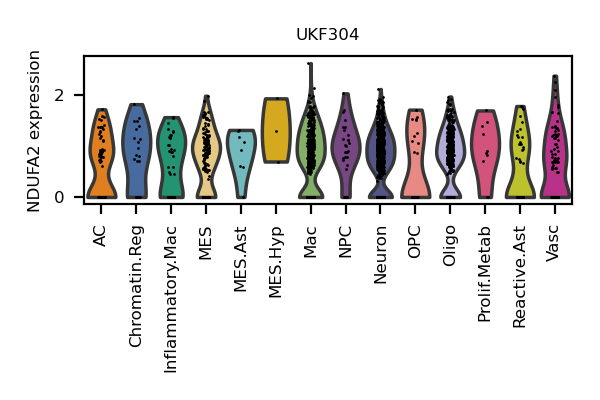 UKF304
NDUFA2 expression
2
0
AC
Chromatin.Reg
Inflammatory.Mac
MES
MES.Ast
MES.Hyp
Mac
NPC
Neuron
OPC
Oligo
Prolif.Metab
Reactive.Ast
Vasc